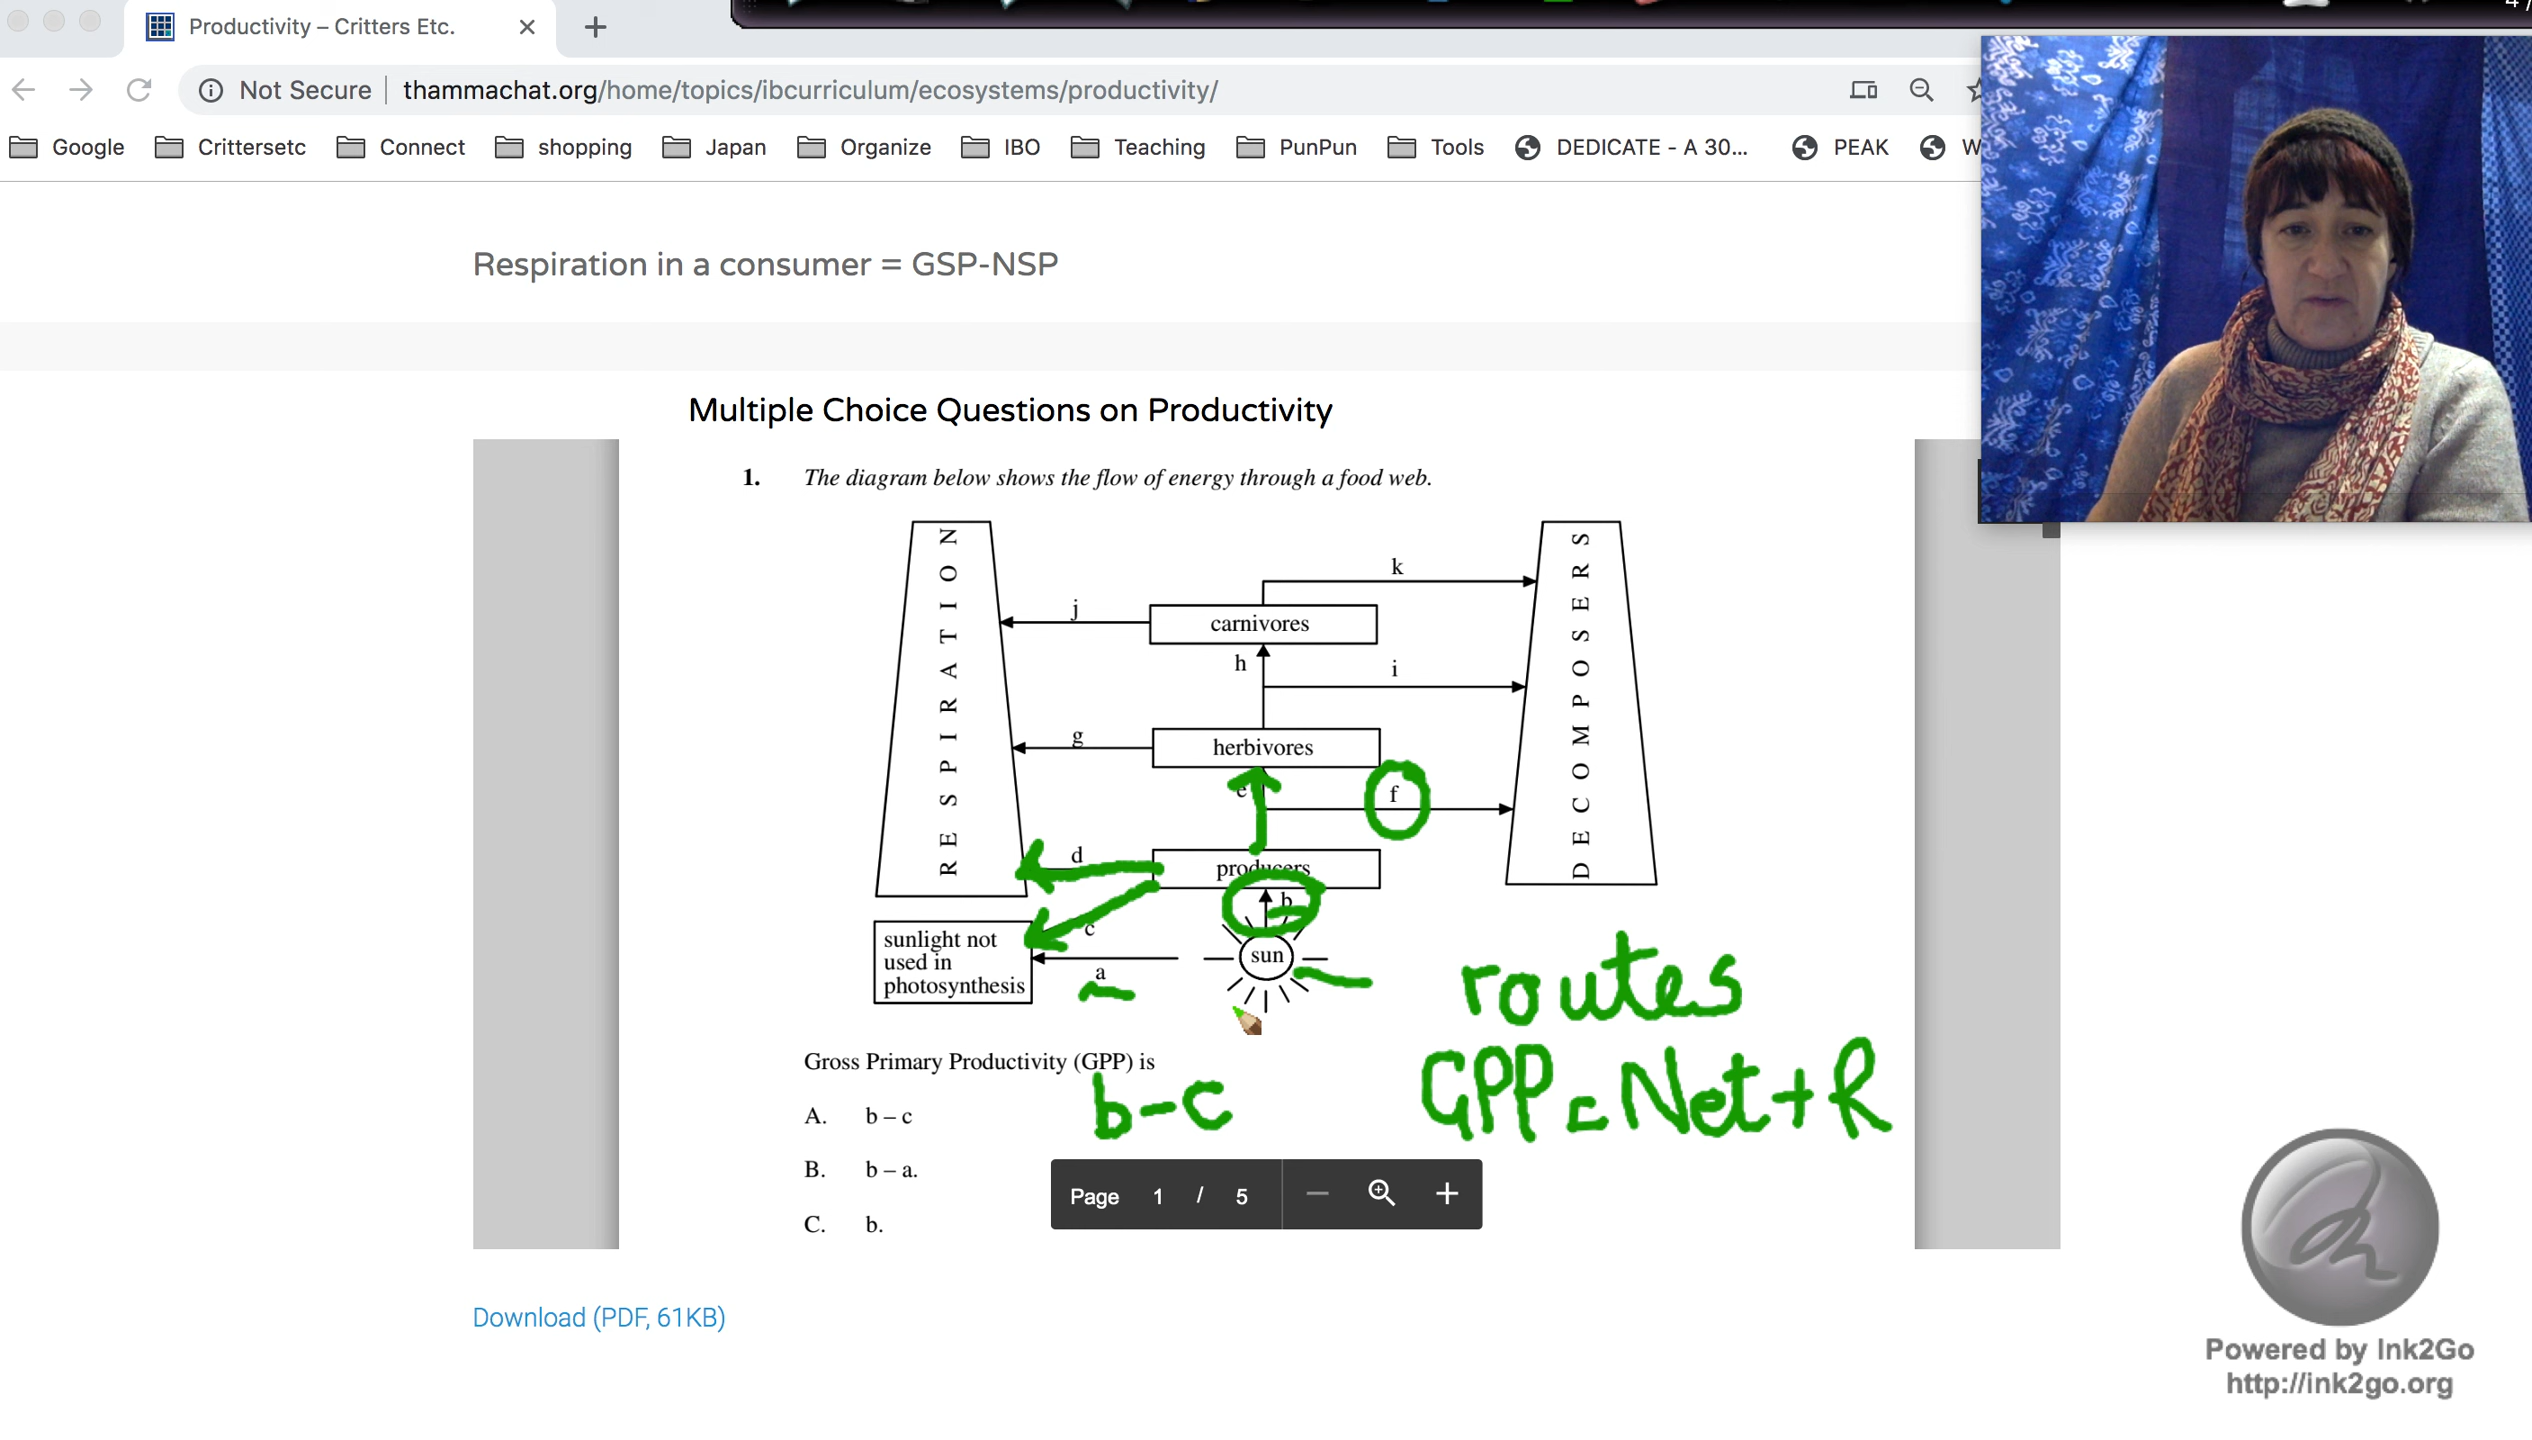 Productivity – Critters Etc.
Not Secure thammachat.org/home/topics/ibcurriculum/ecosystems/productivity/
Google Crittersetc Connect shopping Japan Organize IBO Teaching PunPun Tools DEDICATE - A 30... PEAK W
Respiration in a consumer = GSP-NSP
Multiple Choice Questions on Productivity
1. The diagram below shows the flow of energy through a food web.
RESPIRATION
DECOMPOSERS
k
j
carnivores
h
i
g
herbivores
e
f
d
producers
b
c
sunlight not
used in
photosynthesis
a
sun
routes
GPP = Net + R
Gross Primary Productivity (GPP) is
b-c
A. b – c
B. b – a.
C. b.
Page 1 / 5
Download (PDF, 61KB)
Powered by Ink2Go
http://ink2go.org